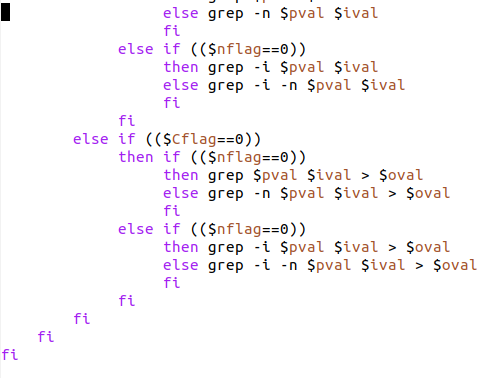 else grep -n $pval $ival
fi
else if (($nflag==0))
then grep -i $pval $ival
else grep -i -n $pval $ival
fi
fi
else if (($Cflag==0))
then if (($nflag==0))
then grep $pval $ival > $oval
else grep -n $pval $ival > $oval
fi
else if (($nflag==0))
then grep -i $pval $ival > $oval
else grep -i -n $pval $ival > $oval
fi
fi
fi
fi
fi